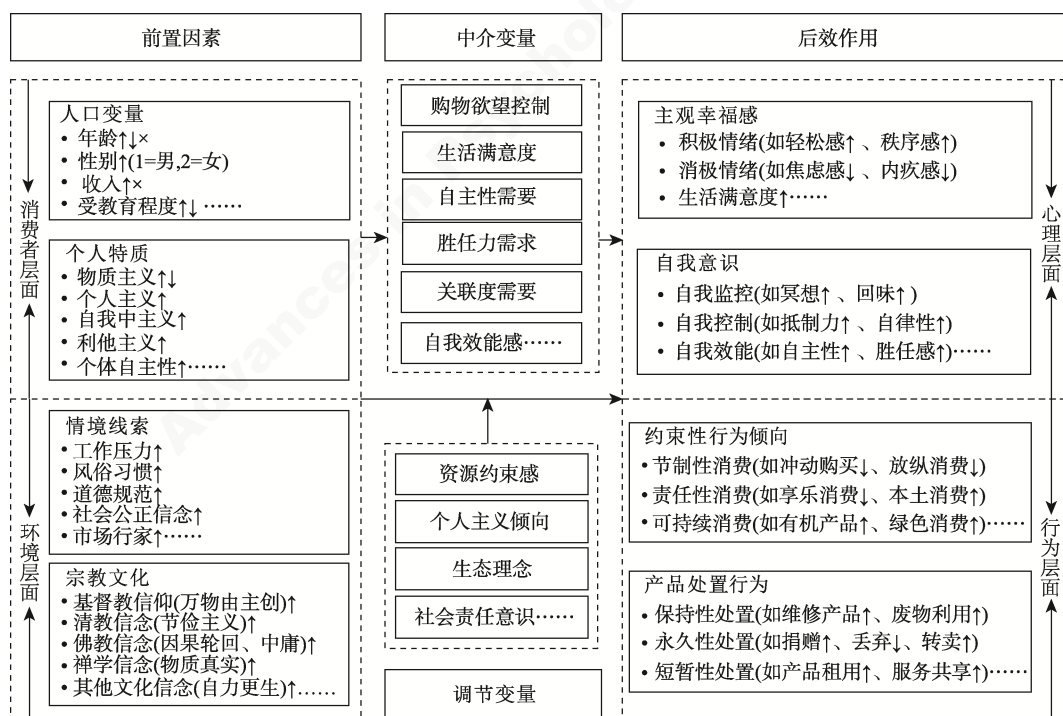 前置因素
中介变量
后效作用
消费者层面
环境层面
人口变量
• 年龄↑↓×
• 性别↑(1=男,2=女)
• 收入↑×
• 受教育程度↑↓ ……
个人特质
• 物质主义↑↓
• 个人主义↑
• 自我中主义↑
• 利他主义↑
• 个体自主性↑……
情境线索
• 工作压力↑
• 风俗习惯↑
• 道德规范↑
• 社会公正信念↑
• 市场行家↑……
宗教文化
• 基督教信仰(万物由主创)↑
• 清教信念(节俭主义)↑
• 佛教信念(因果轮回、中庸)↑
• 禅学信念(物质真实)↑
• 其他文化信念(自力更生)↑……
购物欲望控制
生活满意度
自主性需要
胜任力需求
关联度需要
自我效能感……
资源约束感
个人主义倾向
生态理念
社会责任意识……
调节变量
主观幸福感
• 积极情绪(如轻松感↑ 、秩序感↑)
• 消极情绪(如焦虑感↓ 、内疚感↓)
• 生活满意度↑……
自我意识
• 自我监控(如冥想↑ 、回味↑ )
• 自我控制(如抵制力↑ 、自律性↑)
• 自我效能(如自主性↑ 、胜任感↑)……
约束性行为倾向
• 节制性消费(如冲动购买↓、放纵消费↓)
• 责任性消费(如享乐消费↓、本土消费↑)
• 可持续消费(如有机产品↑、绿色消费↑)……
产品处置行为
• 保持性处置(如维修产品↑、废物利用↑)
• 永久性处置(如捐赠↑、丢弃↓、转卖↑)
• 短暂性处置(如产品租用↑、服务共享↑)……
心理层面
行为层面
Advances in Psychol